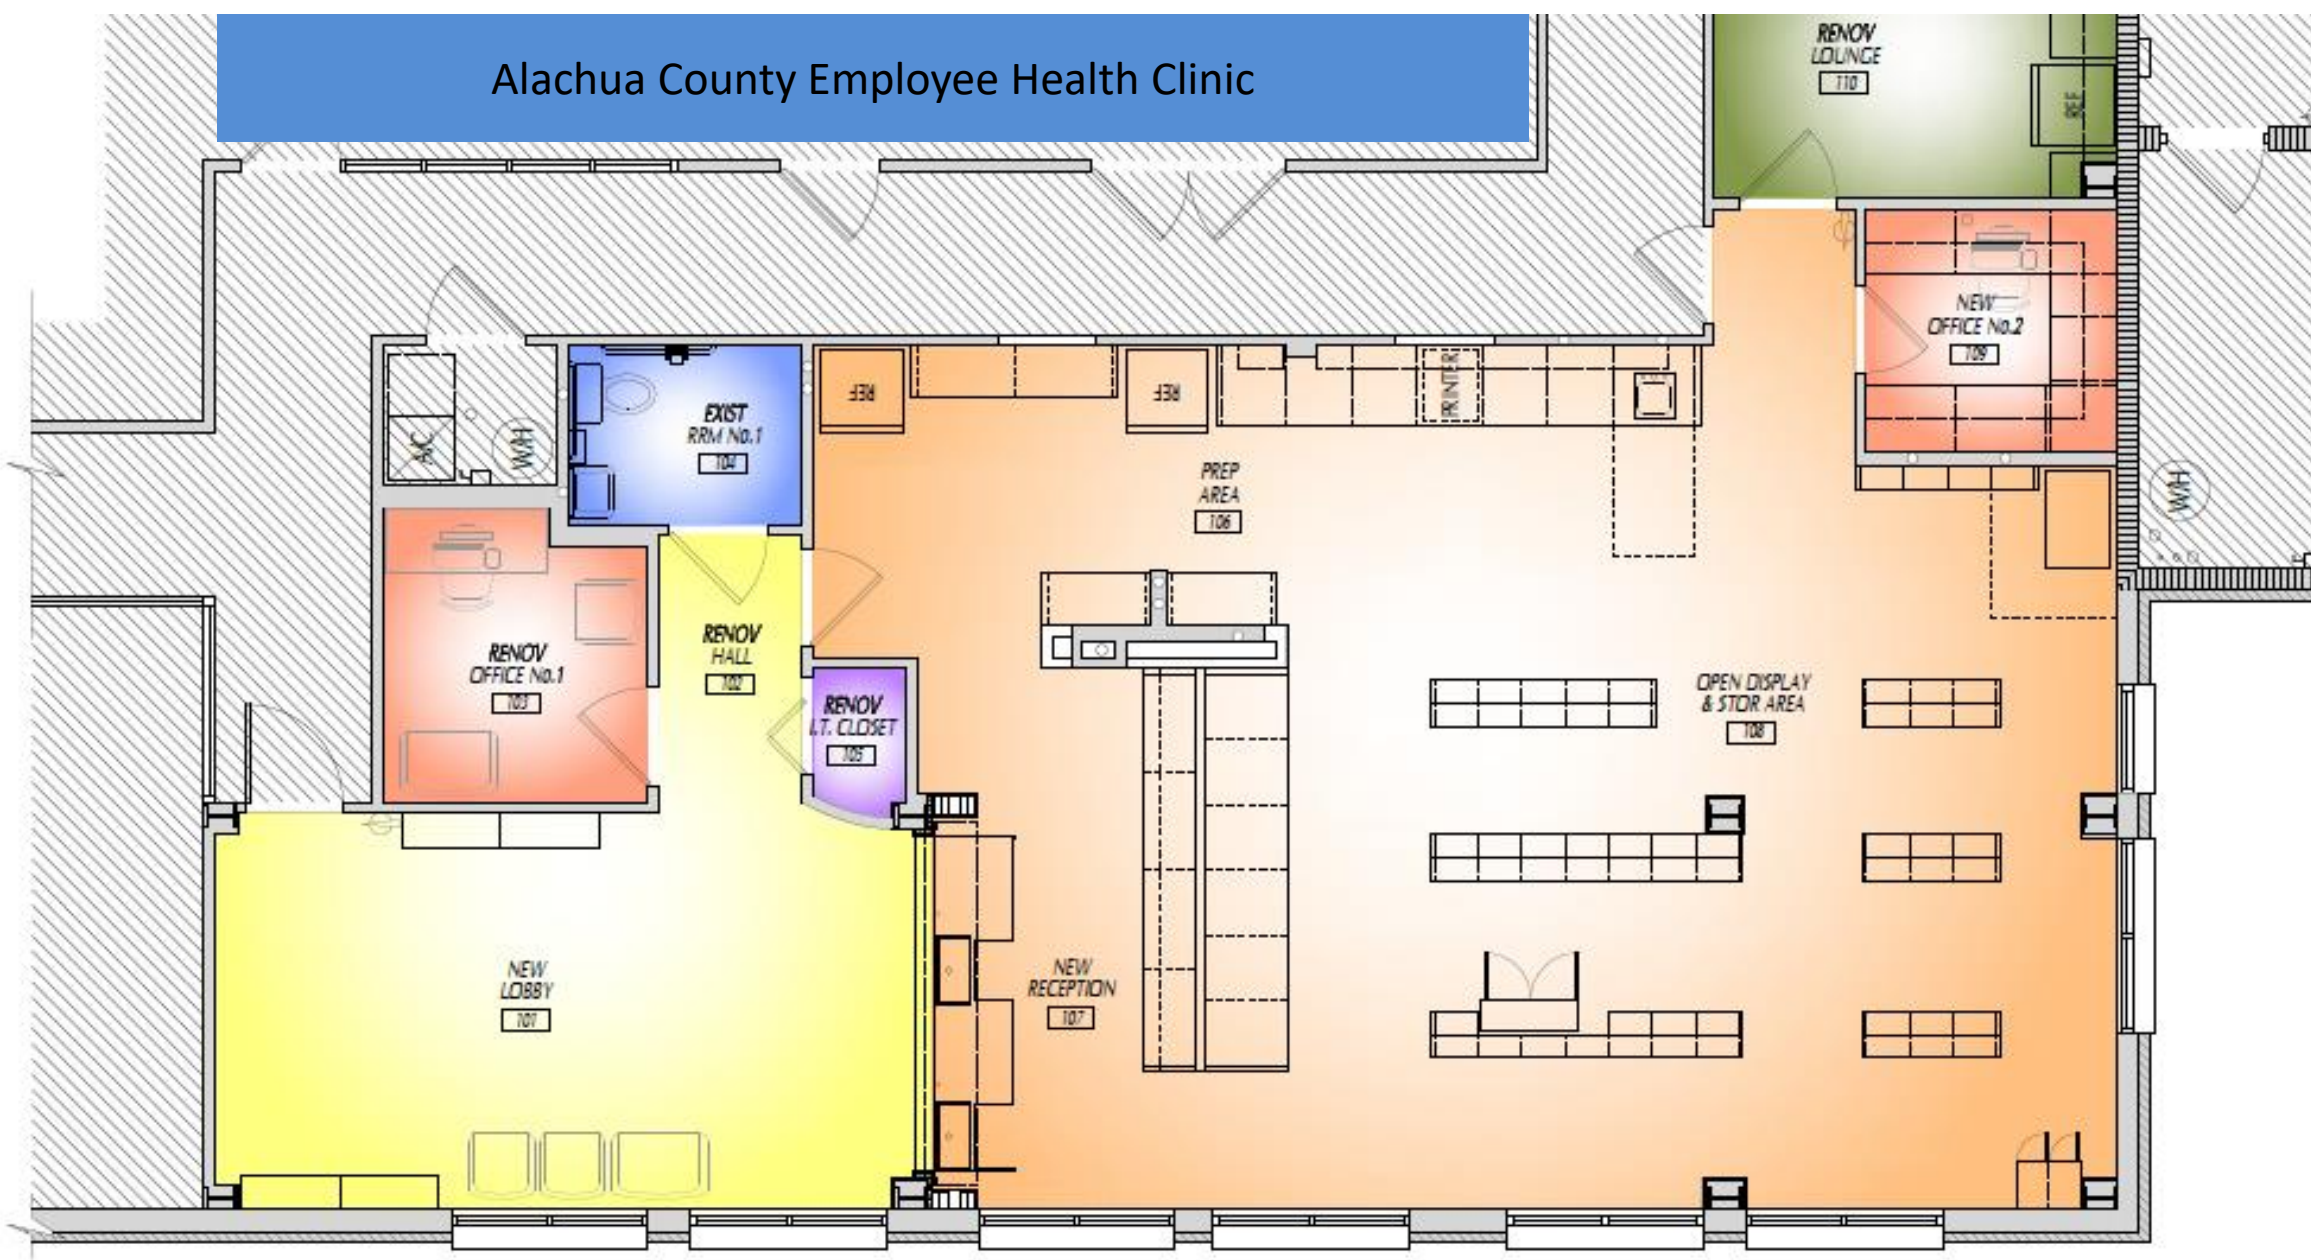 Alachua County Employee Health Clinic
RENOV
LOUNGE
110
REF
NEW
OFFICE No.2
109
A/C
WH
EXIST
RRM No.1
104
REF
REF
PRINTER
PREP
AREA
106
WH
RENOV
OFFICE No.1
103
RENOV
HALL
102
RENOV
I.T. CLOSET
105
OPEN DISPLAY
& STOR AREA
108
NEW
LOBBY
101
NEW
RECEPTION
107